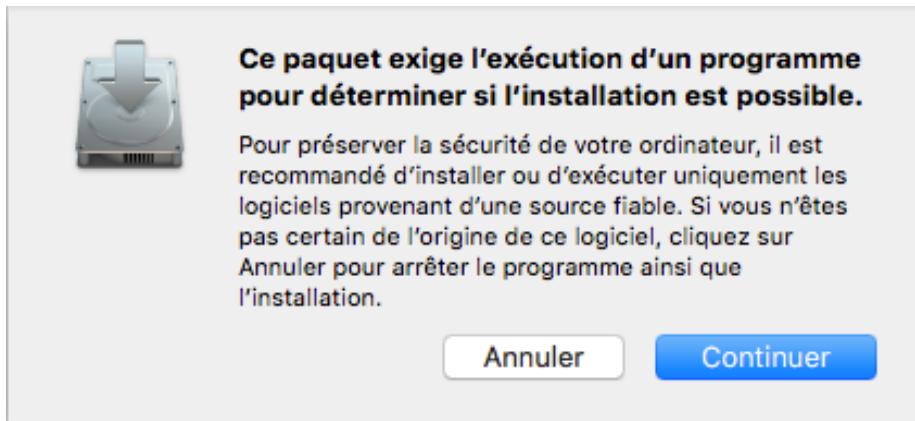 Ce paquet exige l’exécution d’un programme
pour déterminer si l’installation est possible.
Pour préserver la sécurité de votre ordinateur, il est
recommandé d’installer ou d’exécuter uniquement les
logiciels provenant d’une source fiable. Si vous n’êtes
pas certain de l’origine de ce logiciel, cliquez sur
Annuler pour arrêter le programme ainsi que
l’installation.
Annuler
Continuer